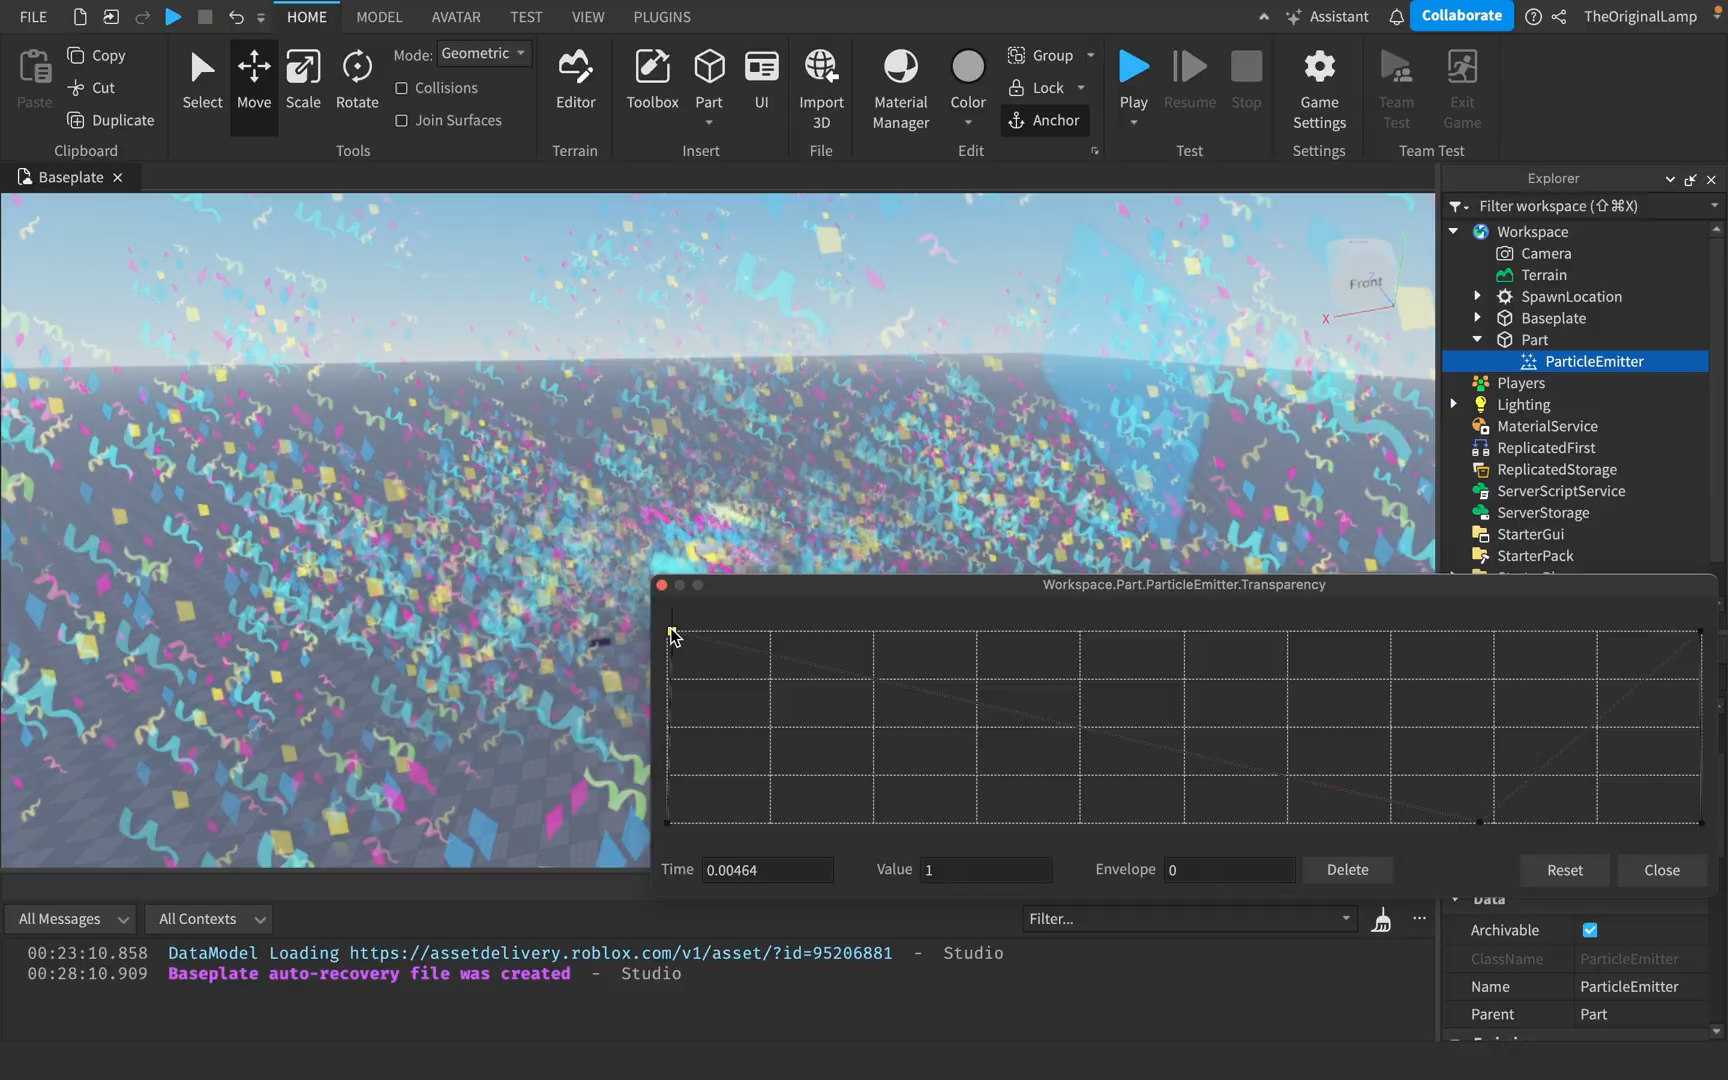 FILE HOME MODEL AVATAR TEST VIEW PLUGINS Assistant Collaborate TheOriginalLamp
Paste Copy Cut Duplicate
Clipboard
Select Move Scale Rotate
Mode: Geometric
Collisions
Join Surfaces
Tools
Editor
Terrain
Toolbox Part UI
Insert
Import 3D
File
Material Manager
Color
Group
Lock
Anchor
Edit
Play Resume Stop
Test
Game Settings
Settings
Team Test
Exit Game
Team Test
Baseplate
Explorer
Filter workspace (⇧⌘X)
Workspace
Camera
Terrain
SpawnLocation
Baseplate
Part
ParticleEmitter
Players
Lighting
MaterialService
ReplicatedFirst
ReplicatedStorage
ServerScriptService
ServerStorage
StarterGui
StarterPack
Front
X
Workspace.Part.ParticleEmitter.Transparency
Time 0.00464 Value 1 Envelope 0 Delete Reset Close
All Messages All Contexts Filter...
00:23:10.858 DataModel Loading https://assetdelivery.roblox.com/v1/asset/?id=95206881 - Studio
00:28:10.909 Baseplate auto-recovery file was created - Studio
Data
Archivable
ClassName ParticleEmitter
Name ParticleEmitter
Parent Part